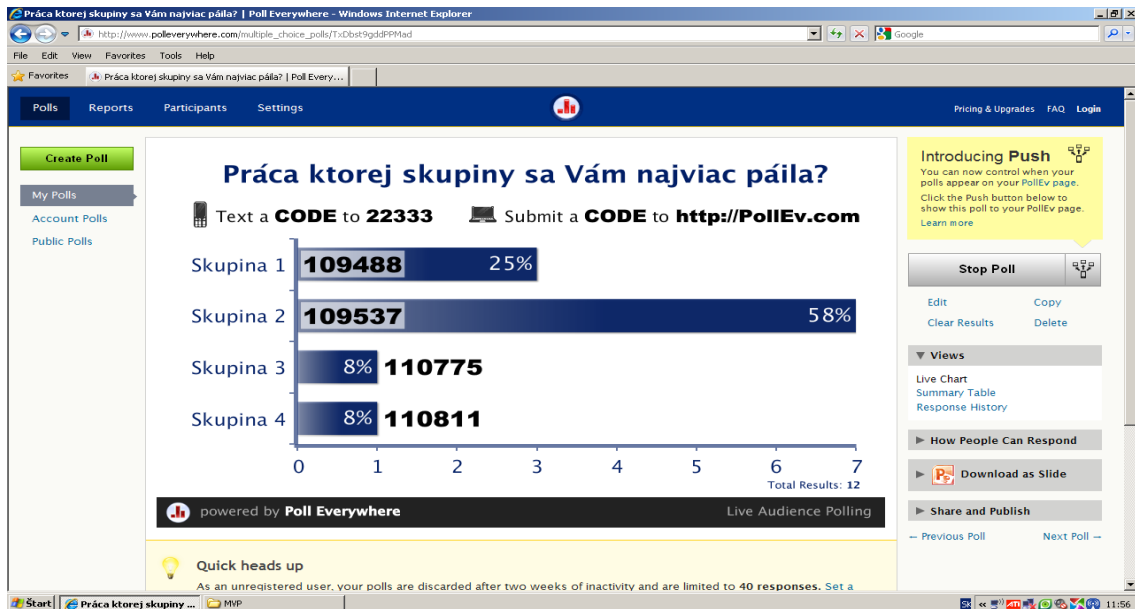 Práca ktorej skupiny sa Vám najviac páila? | Poll Everywhere - Windows Internet Explorer
http://www.polleverywhere.com/multiple_choice_polls/TxDbst9gddPPMad
Google
File Edit View Favorites Tools Help
Favorites Práca ktorej skupiny sa Vám najviac páila? | Poll Every...
Polls Reports Participants Settings Pricing & Upgrades FAQ Login
Create Poll
My Polls
Account Polls
Public Polls
Práca ktorej skupiny sa Vám najviac páila?
Text a CODE to 22333 Submit a CODE to http://PollEv.com
Skupina 1 109488 25%
Skupina 2 109537 58%
Skupina 3 8% 110775
Skupina 4 8% 110811
0 1 2 3 4 5 6 7
Total Results: 12
powered by Poll Everywhere Live Audience Polling
Quick heads up
As an unregistered user, your polls are discarded after two weeks of inactivity and are limited to 40 responses. Set a
Introducing Push
You can now control when your
polls appear on your PollEv page.
Click the Push button below to
show this poll to your PollEv page.
Learn more
Stop Poll
Edit Copy
Clear Results Delete
Views
Live Chart
Summary Table
Response History
How People Can Respond
Download as Slide
Share and Publish
← Previous Poll Next Poll →
Štart Práca ktorej skupiny ... MVP SK « 11:56